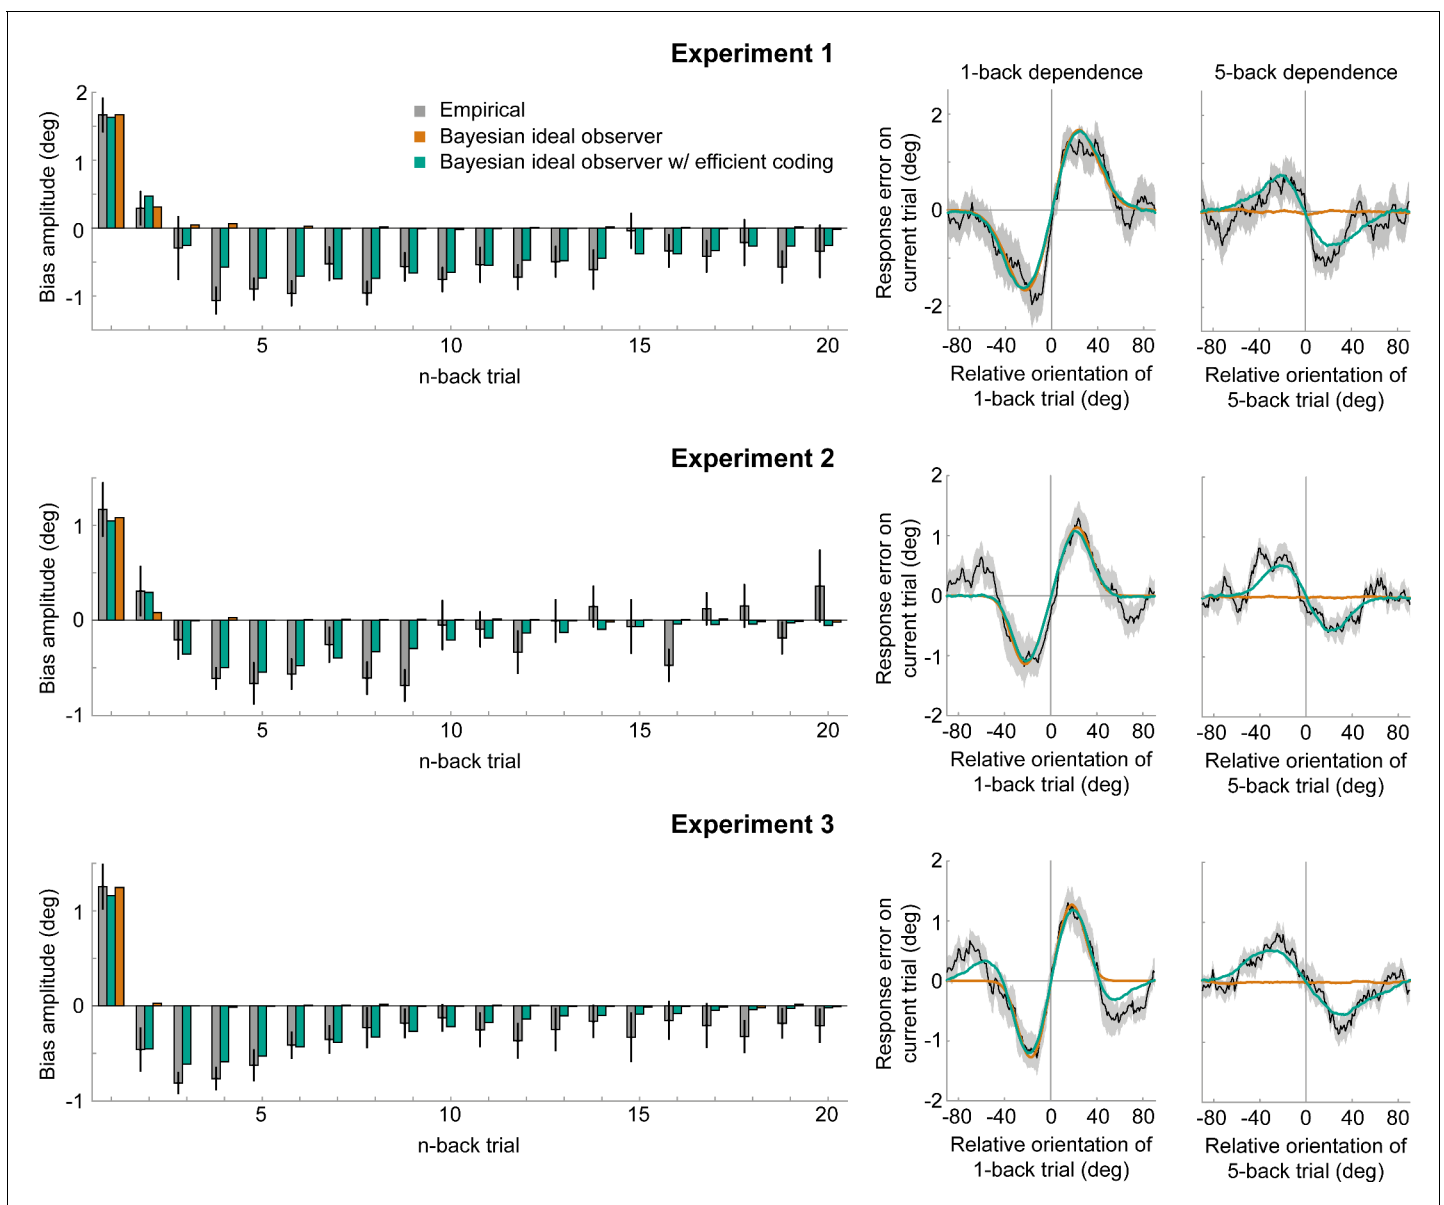 Experiment 1
2
1
0
-1
Bias amplitude (deg)
Empirical
Bayesian ideal observer
Bayesian ideal observer w/ efficient coding
5
10
15
20
n-back trial
1-back dependence
2
0
-2
Response error on
current trial (deg)
-80
-40
0
40
80
Relative orientation of
1-back trial (deg)
5-back dependence
-80
-40
0
40
80
Relative orientation of
5-back trial (deg)
Experiment 2
1
0
-1
Bias amplitude (deg)
5
10
15
20
n-back trial
2
1
0
-1
-2
Response error on
current trial (deg)
-80
-40
0
40
80
Relative orientation of
1-back trial (deg)
-80
-40
0
40
80
Relative orientation of
5-back trial (deg)
Experiment 3
1
0
-1
Bias amplitude (deg)
5
10
15
20
n-back trial
2
1
0
-1
-2
Response error on
current trial (deg)
-80
-40
0
40
80
Relative orientation of
1-back trial (deg)
-80
-40
0
40
80
Relative orientation of
5-back trial (deg)